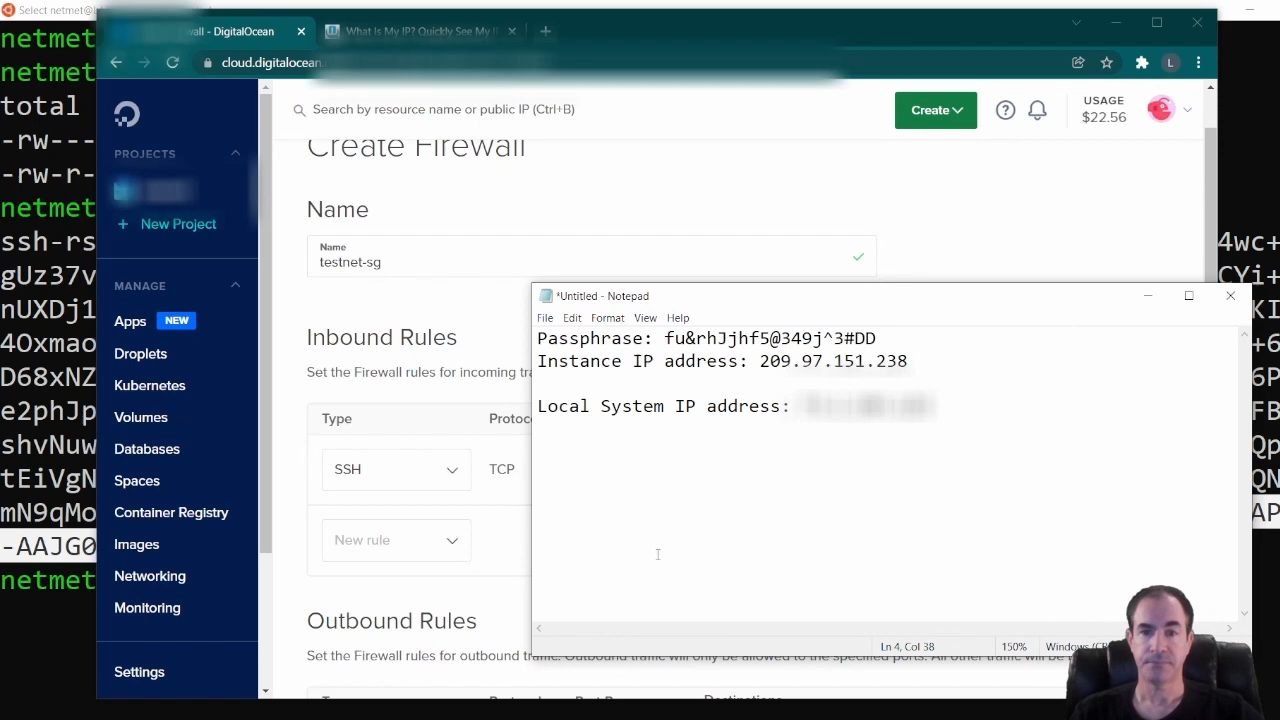 Select netmet@
netmet
netmet
total
-rw---
-rw-r-
netmet
ssh-rs
gUz37v
nUXDj1
4Oxmao
D68xNZ
e2phJp
shvNuw
tEiVgN
mN9qMo
-AAJG0
netmet
wall - DigitalOcean
What Is My IP? Quickly See My I
cloud.digitalocean.
L
Search by resource name or public IP (Ctrl+B)
Create
USAGE
$22.56
PROJECTS
+ New Project
MANAGE
Apps NEW
Droplets
Kubernetes
Volumes
Databases
Spaces
Container Registry
Images
Networking
Monitoring
Settings
Create Firewall
Name
Name
testnet-sg
Inbound Rules
Set the Firewall rules for incoming tra
Type Protoc
SSH TCP
New rule
Outbound Rules
Set the Firewall rules for outbound traffic. Outbound traffic will only be allowed to the specified ports. All other traffic will be
*Untitled - Notepad
File Edit Format View Help
Passphrase: fu&rhJjhf5@349j^3#DD
Instance IP address: 209.97.151.238
Local System IP address:
Ln 4, Col 38 150% Windows (CR
4wc+
CYi+
KI
+6
6P
FB
Qp
QN
AP